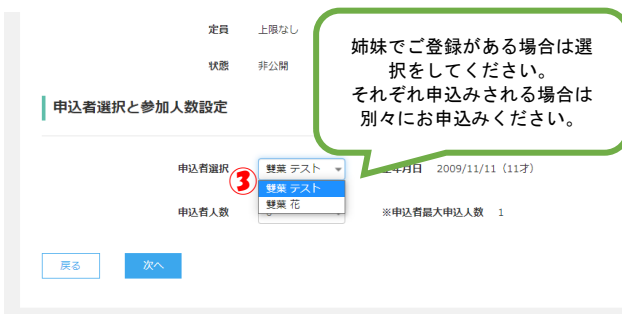 定員 上限なし
状態 非公開
姉妹でご登録がある場合は選
択をしてください。
それぞれ申込みされる場合は
別々にお申込みください。
申込者選択と参加人数設定
申込者選択 雙葉 テスト 年月日 2009/11/11（11才）
③
雙葉 テスト
雙葉 花
申込者人数 ※申込者最大申込人数 1
戻る 次へ